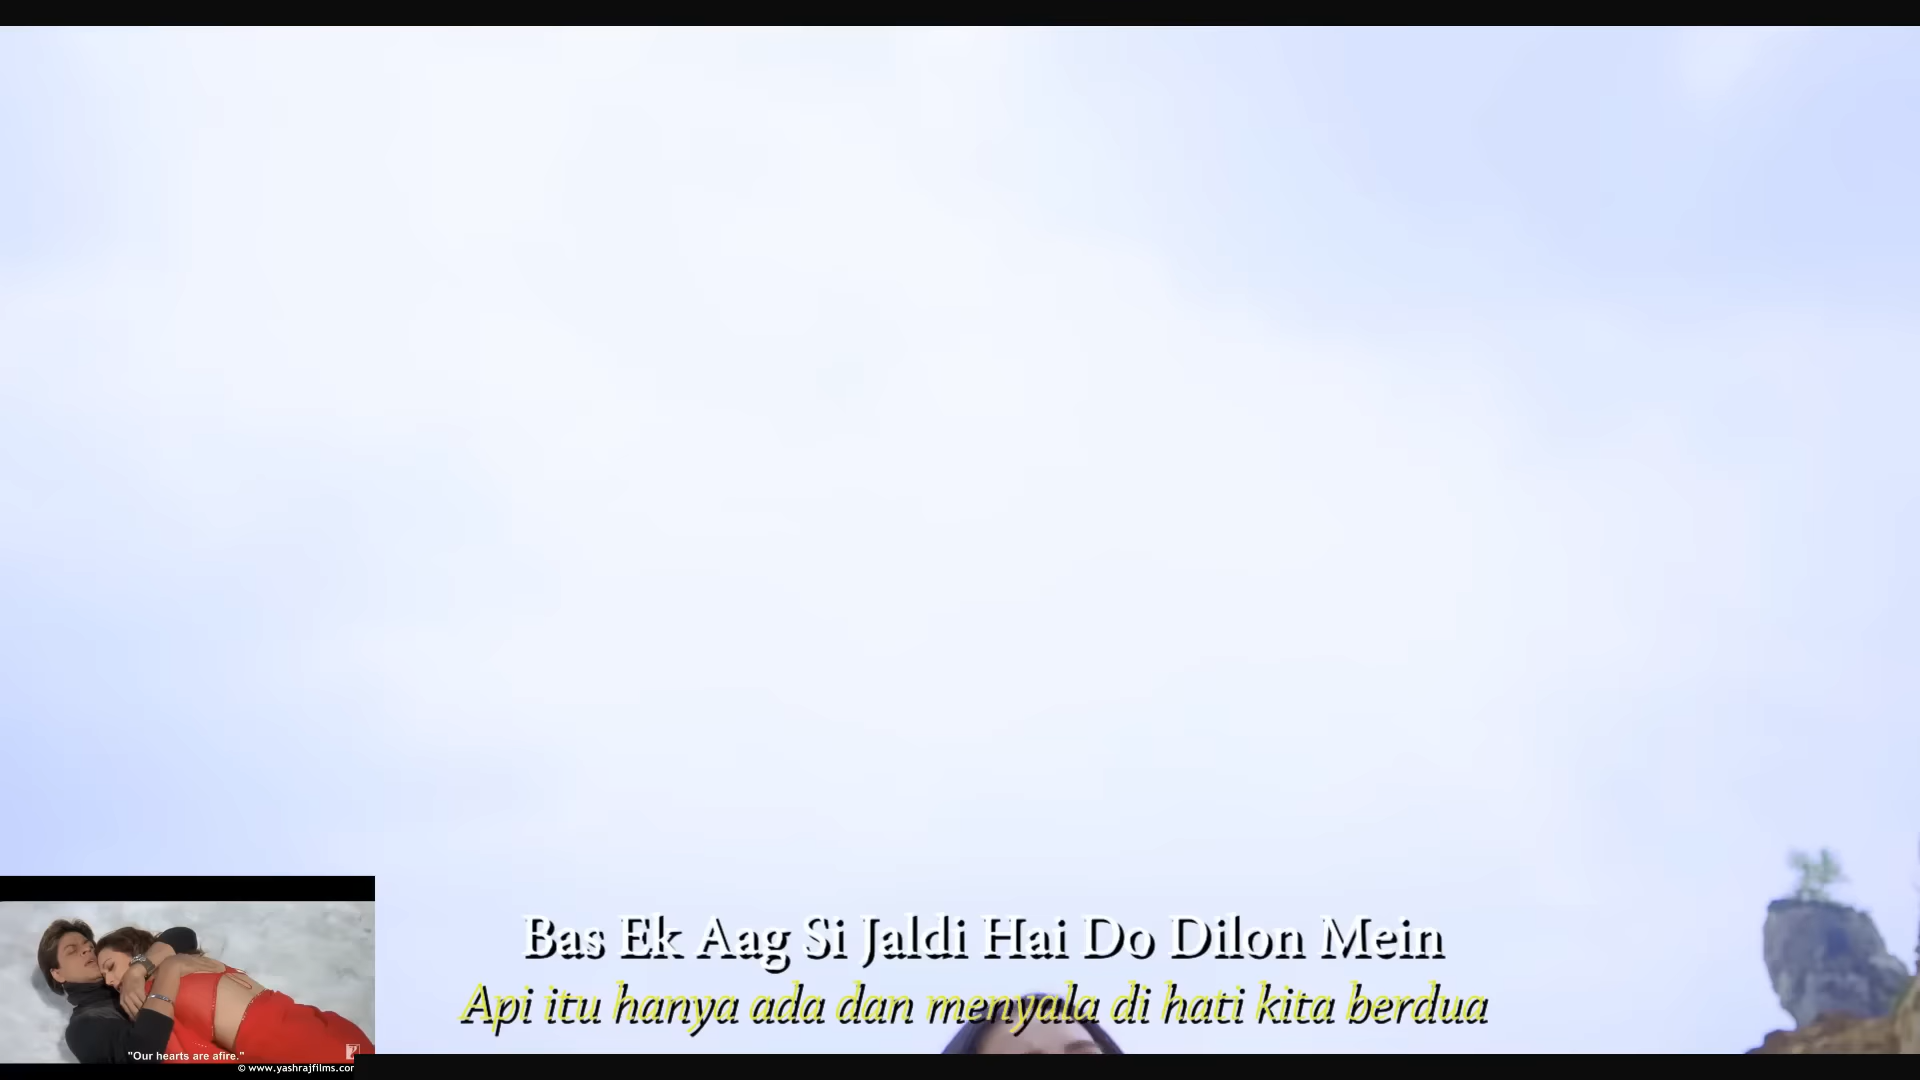 Bas Ek Aag Si Jaldi Hai Do Dilon Mein
Api itu hanya ada dan menyala di hati kita berdua
"Our hearts are afire."
© www.yashrajfilms.cor